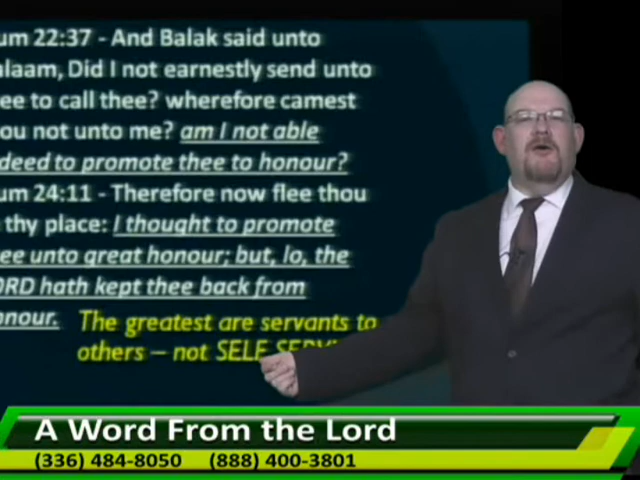 um 22:37 - And Balak said unto
alaam, Did I not earnestly send unto
ee to call thee? wherefore camest
ou not unto me? am I not able
deed to promote thee to honour?
um 24:11 - Therefore now flee thou
thy place: I thought to promote
ee unto great honour; but, lo, the
ORD hath kept thee back from
onour. The greatest are servants to
others – not SELF
A Word From the Lord
(336) 484-8050 (888) 400-3801